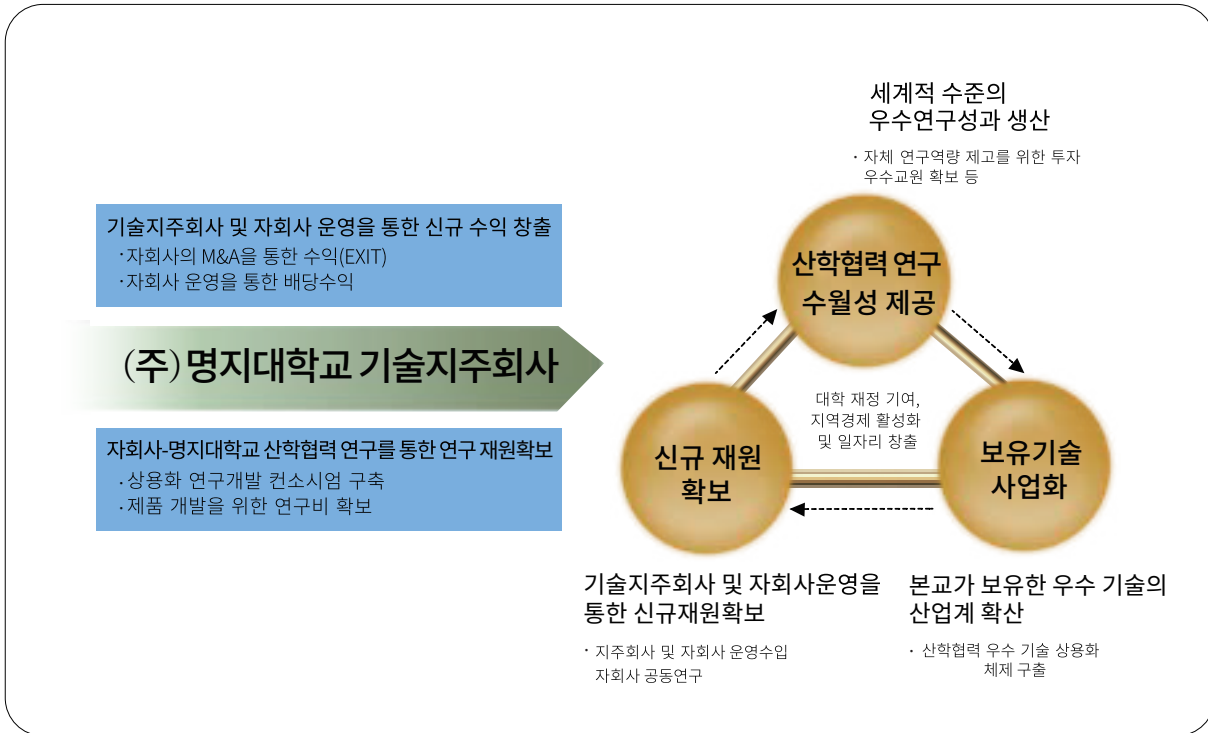 기술지주회사 및 자회사 운영을 통한 신규 수익 창출
·자회사의 M&A을 통한 수익(EXIT)
·자회사 운영을 통한 배당수익
(주) 명지대학교 기술지주회사
자회사-명지대학교 산학협력 연구를 통한 연구 재원확보
·상용화 연구개발 컨소시엄 구축
·제품 개발을 위한 연구비 확보
세계적 수준의
우수연구성과 생산
· 자체 연구역량 제고를 위한 투자
우수교원 확보 등
산학협력 연구
수월성 제공
대학 재정 기여,
지역경제 활성화
및 일자리 창출
신규 재원
확보
보유기술
사업화
기술지주회사 및 자회사운영을
통한 신규재원확보
· 지주회사 및 자회사 운영수입
자회사 공동연구
본교가 보유한 우수 기술의
산업계 확산
· 산학협력 우수 기술 상용화
체제 구출